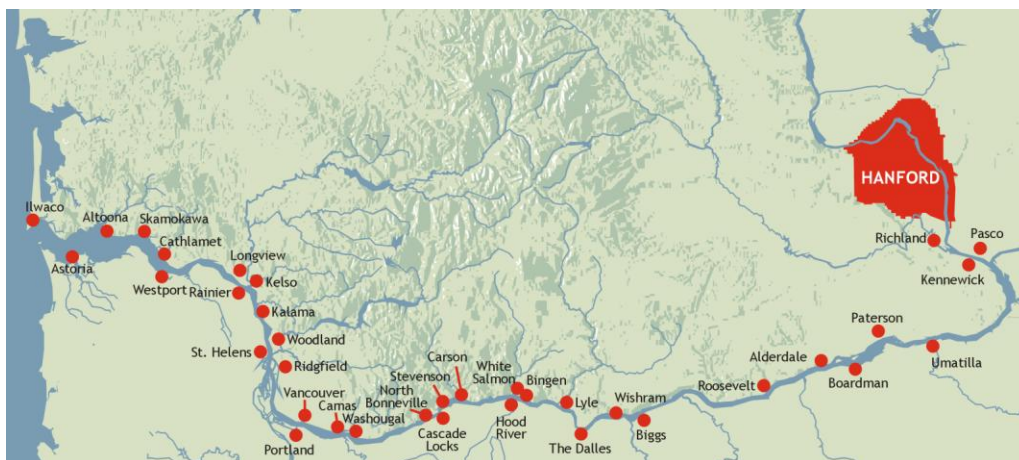 HANFORD
Ilwaco
Altoona
Skamokawa
Cathlamet
Astoria
Westport
Longview
Rainier
Kelso
Kalama
Woodland
St. Helens
Ridgfield
Vancouver
Camas
Washougal
Portland
North
Bonneville
Stevenson
Carson
Cascade
Locks
White
Salmon
Bingen
Hood
River
Lyle
The Dalles
Wishram
Biggs
Roosevelt
Alderdale
Boardman
Paterson
Umatilla
Richland
Kennewick
Pasco